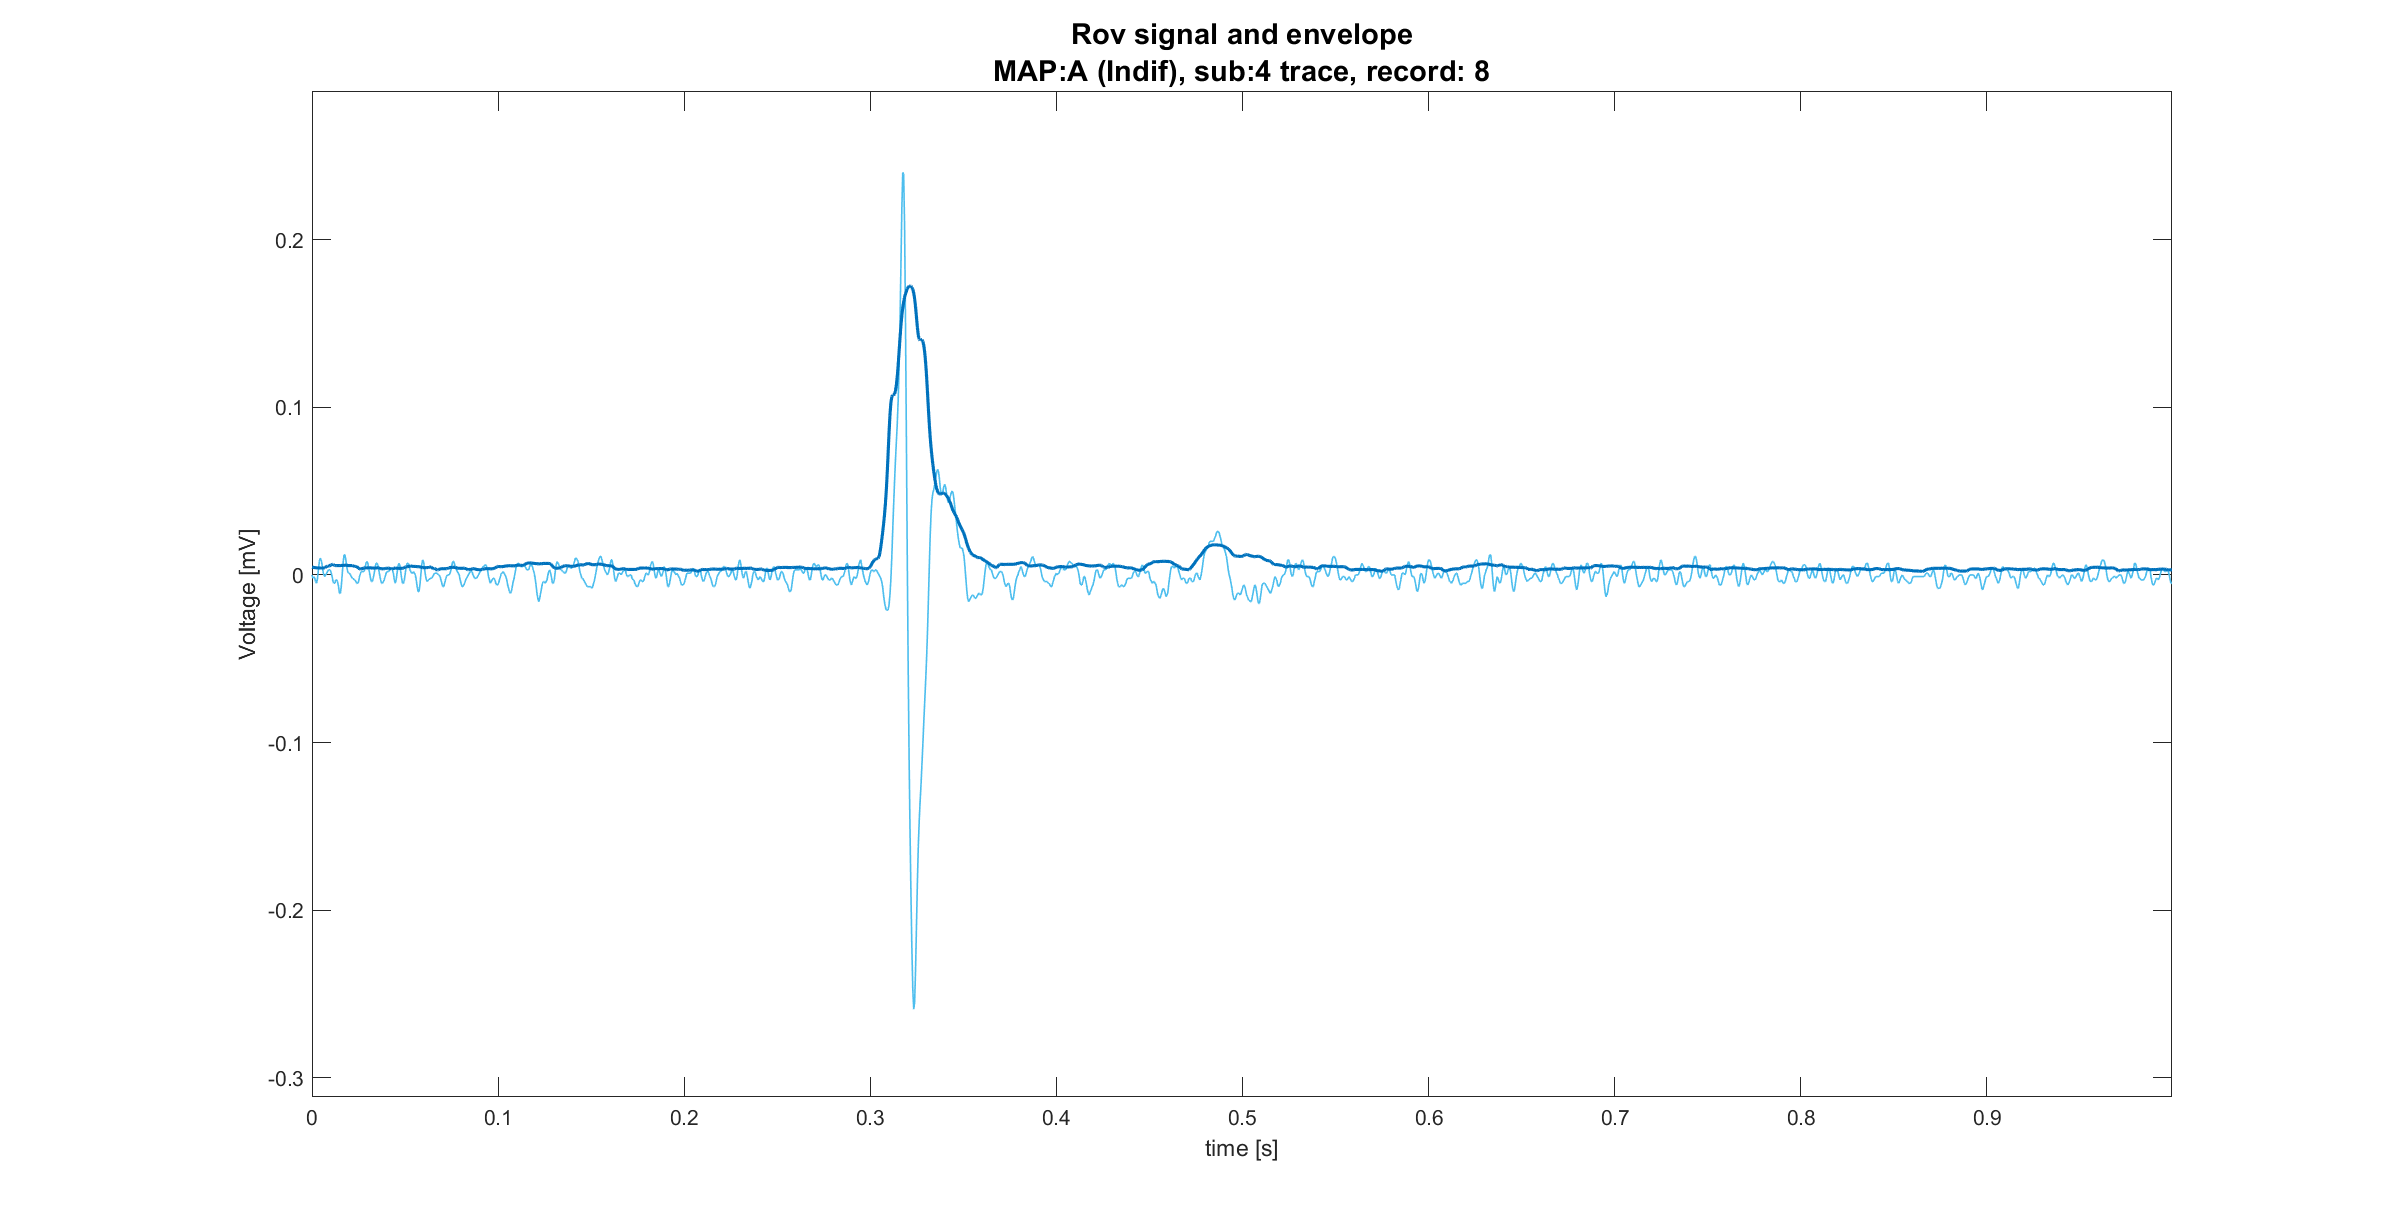 Rov signal and envelope
MAP:A (Indif), sub:4 trace, record: 8
Voltage [mV]
0.2
0.1
0
-0.1
-0.2
-0.3
0 0.1 0.2 0.3 0.4 0.5 0.6 0.7 0.8 0.9
time [s]